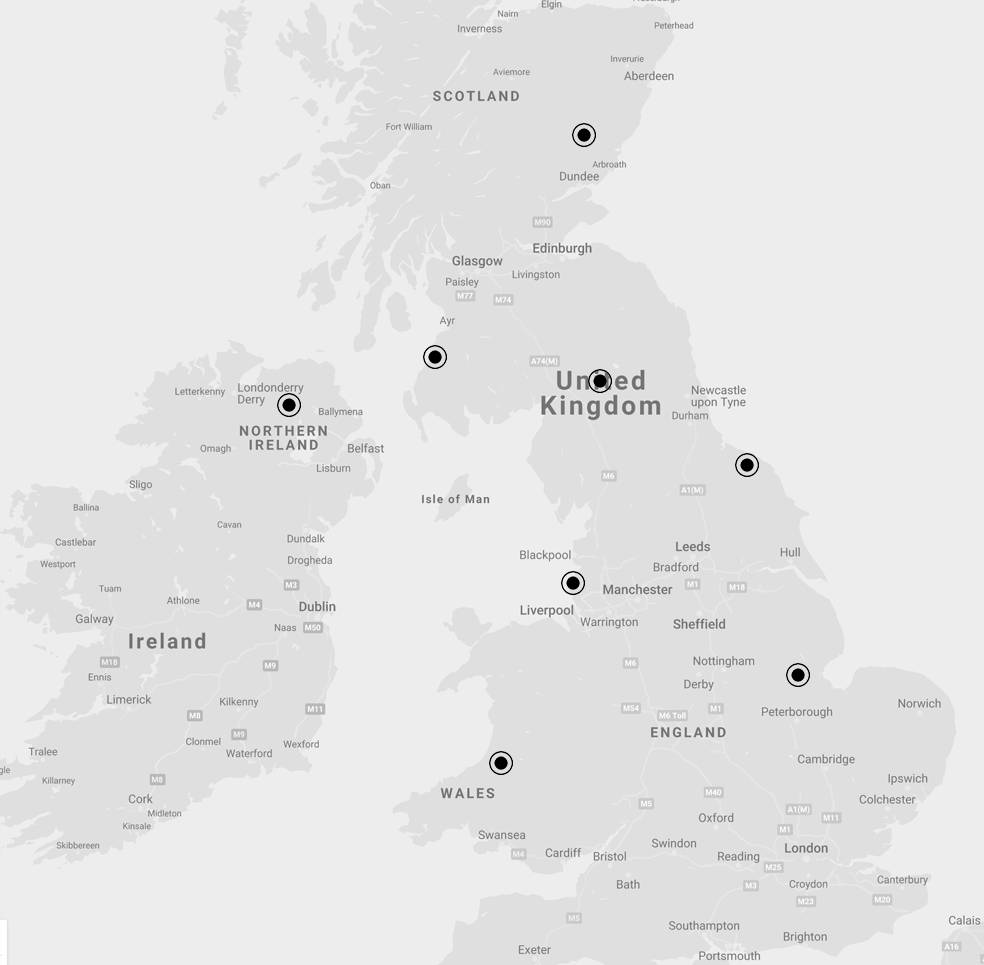 Elgin
Nairn
Peterhead
Inverness
Inverurie
Aviemore
Aberdeen
SCOTLAND
Fort William
Arbroath
Dundee
Oban
M90
Edinburgh
Glasgow
Livingston
Paisley
M77
M74
Ayr
A74(M)
United
Kingdom
Newcastle
upon Tyne
Durham
Londonderry
Derry
Letterkenny
Ballymena
NORTHERN
IRELAND
Omagh
Belfast
Lisburn
M6
Sligo
A1(M)
Isle of Man
Ballina
Cavan
Castlebar
Dundalk
Leeds
Hull
Blackpool
Drogheda
Westport
Bradford
M3
M1
M18
Tuam
Manchester
Athlone
M4
Dublin
Liverpool
Galway
Warrington
Sheffield
Naas
M50
Ireland
M18
M9
M6
Nottingham
Ennis
Derby
Limerick
Kilkenny
M11
M54
M1
Norwich
M8
M6 Toll
Peterborough
M9
ENGLAND
Clonmel
Wexford
Tralee
Waterford
Cambridge
gle
Killarney
M8
Ipswich
WALES
M40
Cork
M5
Colchester
Midleton
A1(M)
Oxford
M11
Kinsale
M1
Swansea
Skibbereen
Swindon
London
M4
Cardiff
Bristol
Reading
M25
Bath
M3
Croydon
Canterbury
M23
M20
M5
Southampton
Calais
Brighton
Exeter
Portsmouth
A16